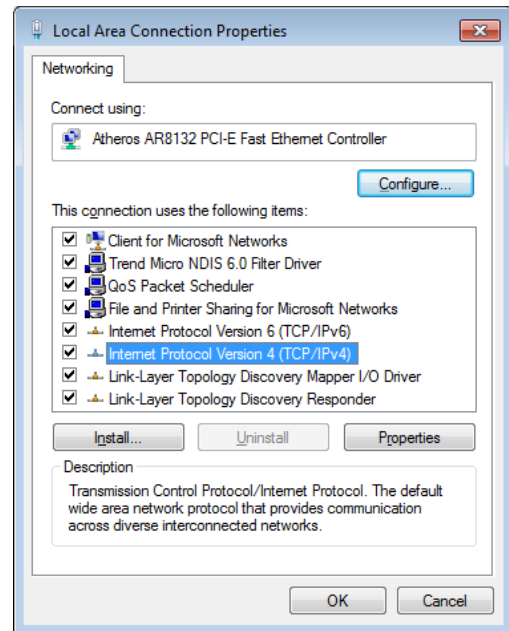 Local Area Connection Properties
Networking
Connect using:
Atheros AR8132 PCI-E Fast Ethernet Controller
Configure...
This connection uses the following items:
Client for Microsoft Networks
Trend Micro NDIS 6.0 Filter Driver
QoS Packet Scheduler
File and Printer Sharing for Microsoft Networks
Internet Protocol Version 6 (TCP/IPv6)
Internet Protocol Version 4 (TCP/IPv4)
Link-Layer Topology Discovery Mapper I/O Driver
Link-Layer Topology Discovery Responder
Install... Uninstall Properties
Description
Transmission Control Protocol/Internet Protocol. The default
wide area network protocol that provides communication
across diverse interconnected networks.
OK Cancel